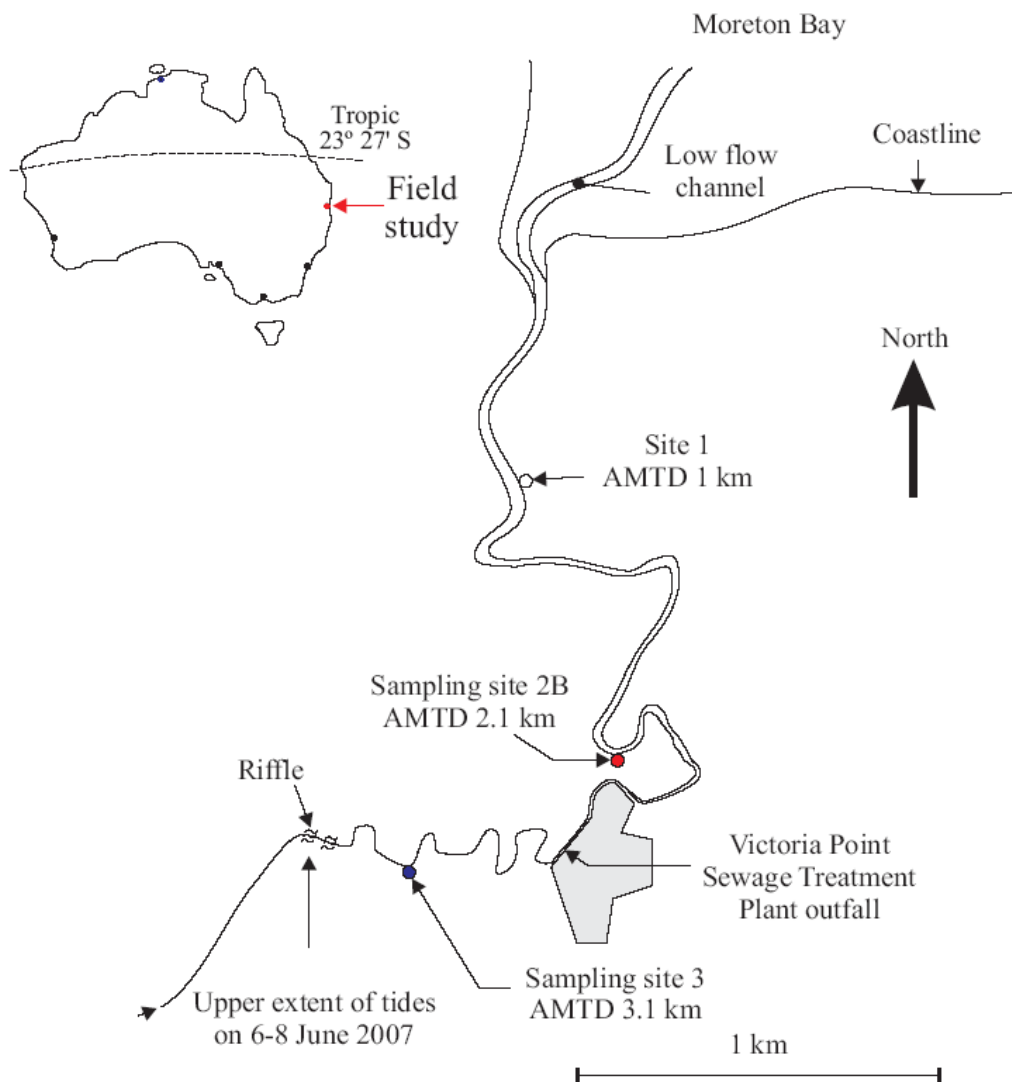 Moreton Bay
Tropic
23° 27' S
Field
study
Low flow
channel
Coastline
North
Site 1
AMTD 1 km
Sampling site 2B
AMTD 2.1 km
Riffle
Victoria Point
Sewage Treatment
Plant outfall
Sampling site 3
AMTD 3.1 km
Upper extent of tides
on 6-8 June 2007
1 km